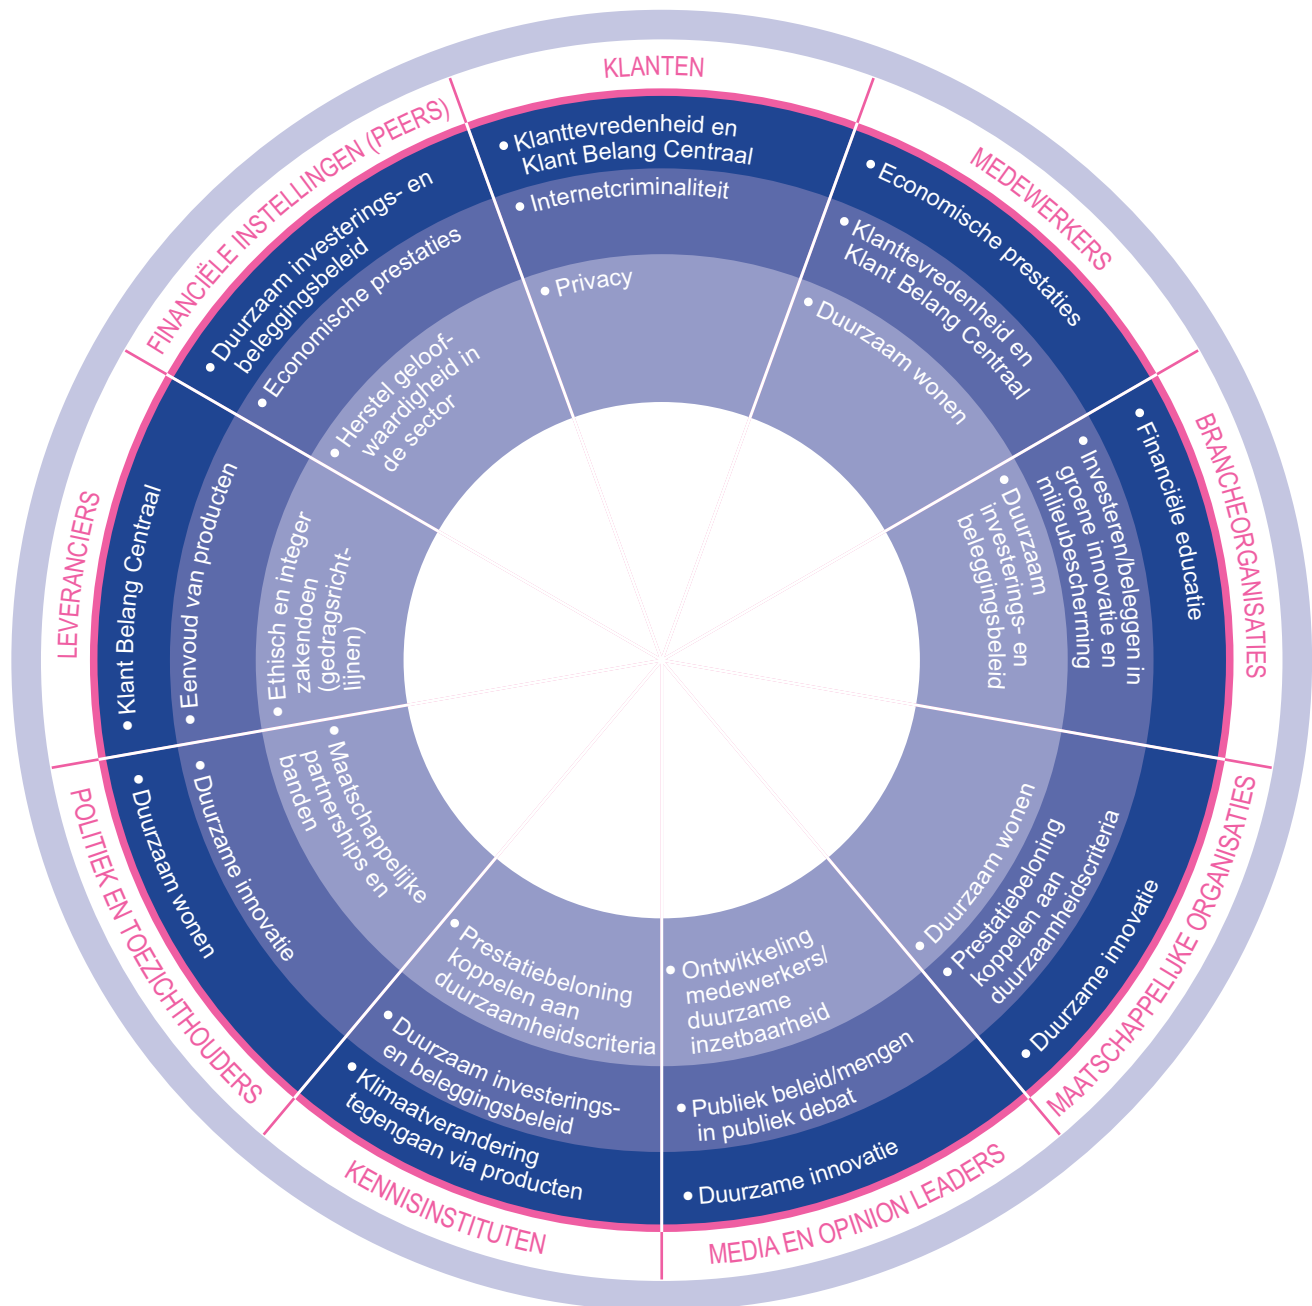 KLANTEN
• Klanttevredenheid en
Klant Belang Centraal
• Internetcriminaliteit
• Privacy
MEDEWERKERS
• Economische prestaties
• Klanttevredenheid en
Klant Belang Centraal
• Duurzaam wonen
BRANCHEORGANISATIES
• Financiële educatie
• Investeren/beleggen in
groene innovatie en
milieubescherming
• Duurzaam
investerings- en
beleggingsbeleid
MAATSCHAPPELIJKE ORGANISATIES
• Duurzame innovatie
• Prestatiebeloning
koppelen aan
duurzaamheidscriteria
• Duurzaam wonen
MEDIA EN OPINION LEADERS
• Duurzame innovatie
• Publiek beleid/mengen
in publiek debat
• Ontwikkeling
medewerkers/
duurzame
inzetbaarheid
KENNISINSTITUTEN
• Klimaatverandering
tegengaan via producten
• Duurzaam investerings-
en beleggingsbeleid
• Prestatiebeloning
koppelen aan
duurzaamheidscriteria
POLITIEK EN TOEZICHTHOUDERS
• Duurzaam wonen
• Duurzame innovatie
• Maatschappelijke
partnerships en
banden
LEVERANCIERS
• Klant Belang Centraal
• Eenvoud van producten
• Ethisch en integer
zakendoen
(gedragsricht-
lijnen)
FINANCIËLE INSTELLINGEN (PEERS)
• Duurzaam investerings- en
beleggingsbeleid
• Economische prestaties
• Herstel geloof-
waardigheid in
de sector